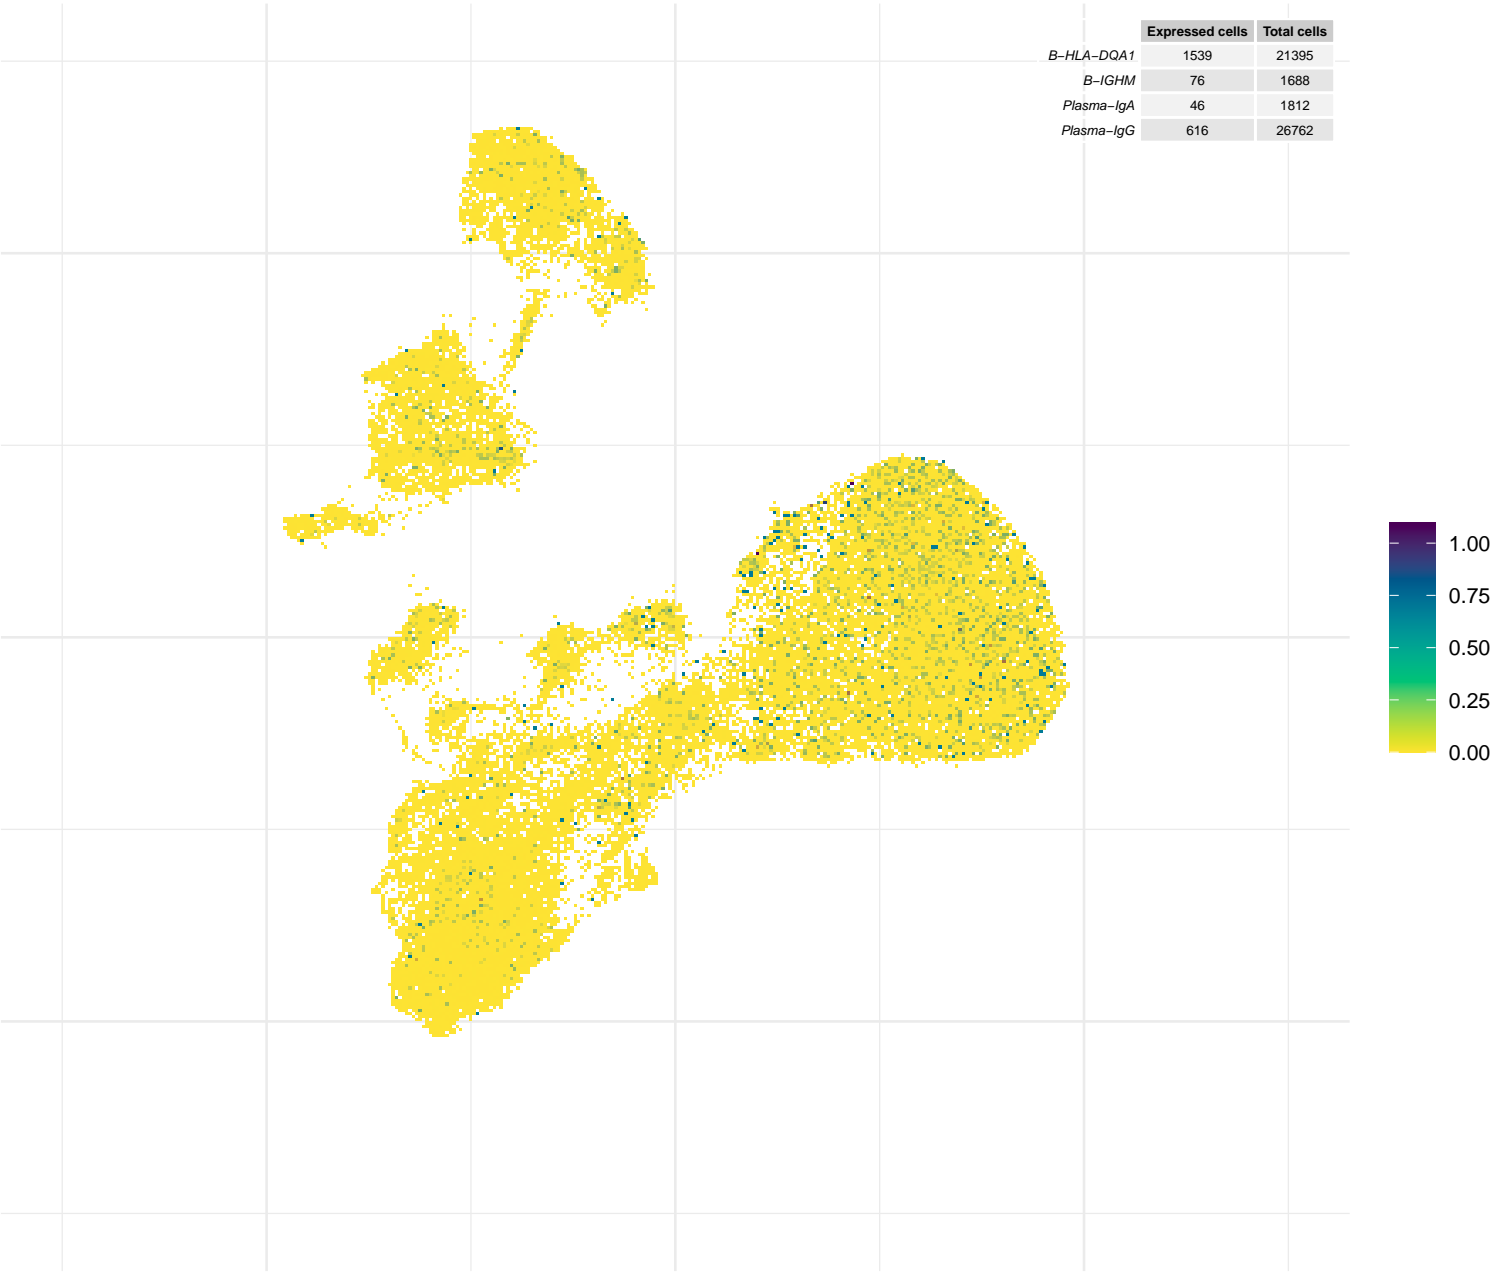 Expressed cells Total cells
B−HLA−DQA1 1539 21395
B−IGHM 76 1688
Plasma−IgA 46 1812
Plasma−IgG 616 26762
1.00
0.75
0.50
0.25
0.00